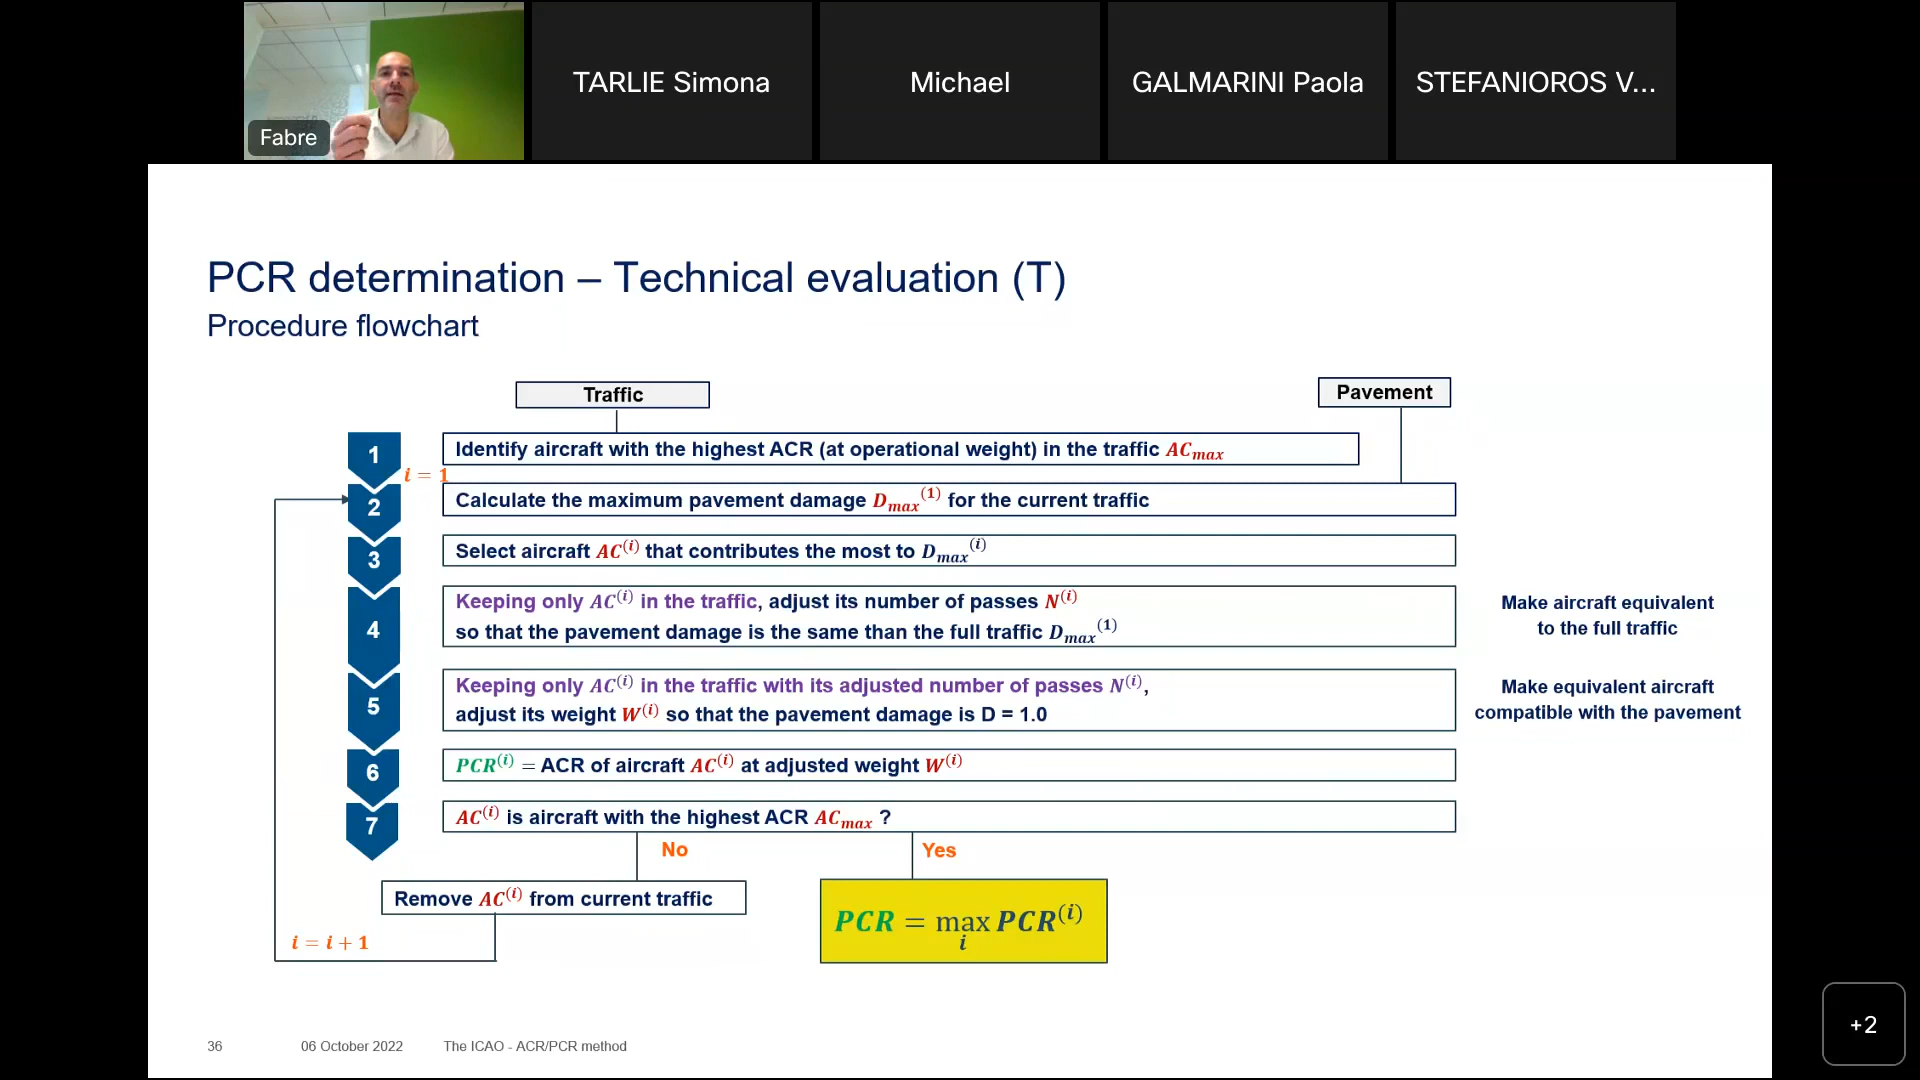 Fabre
TARLIE Simona
Michael
GALMARINI Paola
STEFANIOROS V...
PCR determination – Technical evaluation (T)
Procedure flowchart
Traffic
Pavement
1
Identify aircraft with the highest ACR (at operational weight) in the traffic ACmax
i = 1
2
Calculate the maximum pavement damage Dmax(1) for the current traffic
3
Select aircraft AC(i) that contributes the most to Dmax(i)
4
Keeping only AC(i) in the traffic, adjust its number of passes N(i)
so that the pavement damage is the same than the full traffic Dmax(1)
Make aircraft equivalent
to the full traffic
5
Keeping only AC(i) in the traffic with its adjusted number of passes N(i),
adjust its weight W(i) so that the pavement damage is D = 1.0
Make equivalent aircraft
compatible with the pavement
6
PCR(i) = ACR of aircraft AC(i) at adjusted weight W(i)
7
AC(i) is aircraft with the highest ACR ACmax ?
No
Yes
Remove AC(i) from current traffic
i = i + 1
PCR = max PCR(i)
i
36
06 October 2022
The ICAO - ACR/PCR method
+2